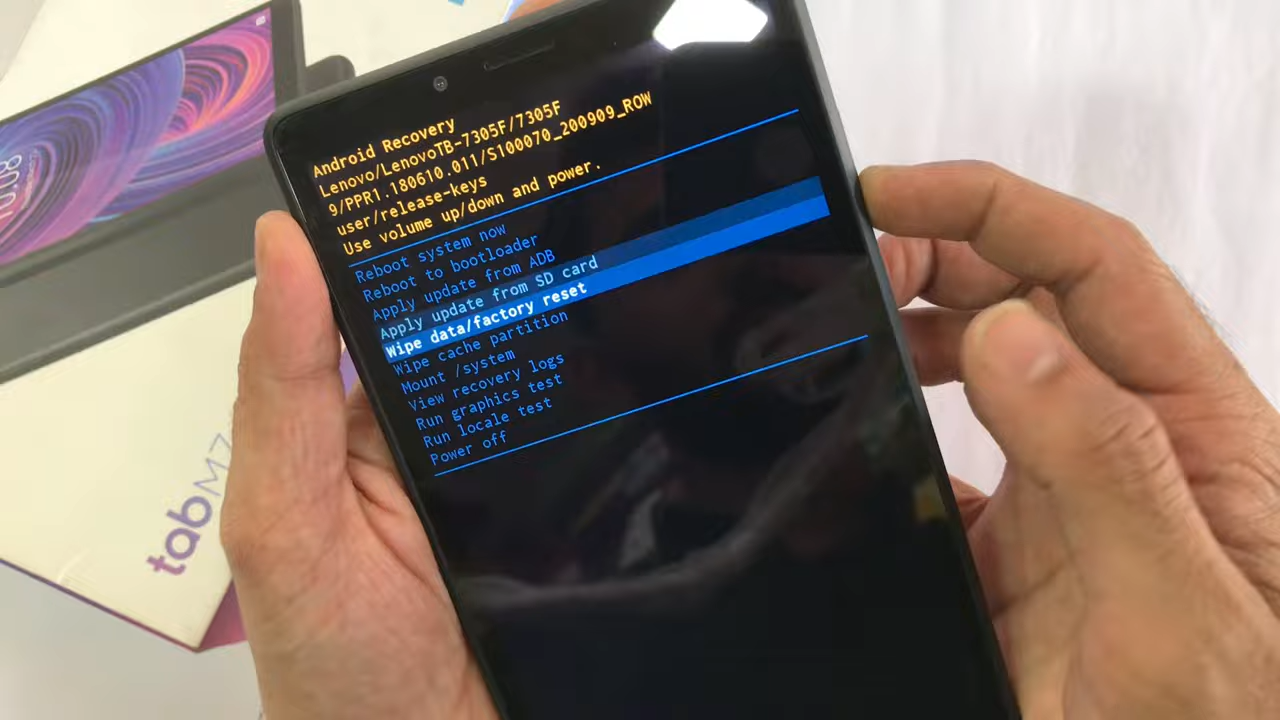 Android Recovery
Lenovo/LenovoTB-7305F/7305F
9/PPR1.180610.011/S100070_200909_ROW
user/release-keys
Use volume up/down and power.
Reboot system now
Reboot to bootloader
Apply update from ADB
Apply update from SD card
Wipe data/factory reset
Wipe cache partition
Mount /system
View recovery logs
Run graphics test
Run locale test
Power off
tab M7
10:08